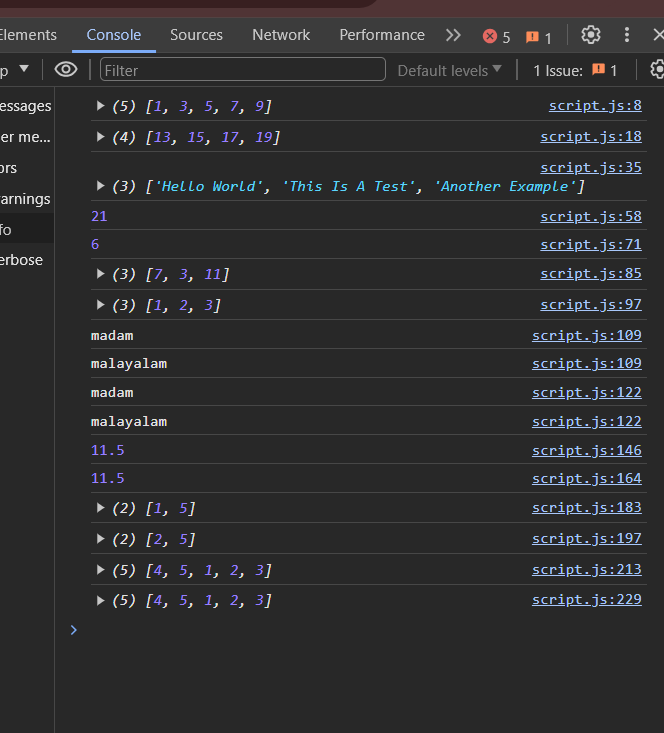 Elements Console Sources Network Performance 5 1
p Filter Default levels 1 Issue: 1
essages
(5) [1, 3, 5, 7, 9] script.js:8
er me... (4) [13, 15, 17, 19] script.js:18
ors script.js:35
arnings (3) ['Hello World', 'This Is A Test', 'Another Example']
21 script.js:58
fo
6 script.js:71
erbose
(3) [7, 3, 11] script.js:85
(3) [1, 2, 3] script.js:97
madam script.js:109
malayalam script.js:109
madam script.js:122
malayalam script.js:122
11.5 script.js:146
11.5 script.js:164
(2) [1, 5] script.js:183
(2) [2, 5] script.js:197
(5) [4, 5, 1, 2, 3] script.js:213
(5) [4, 5, 1, 2, 3] script.js:229